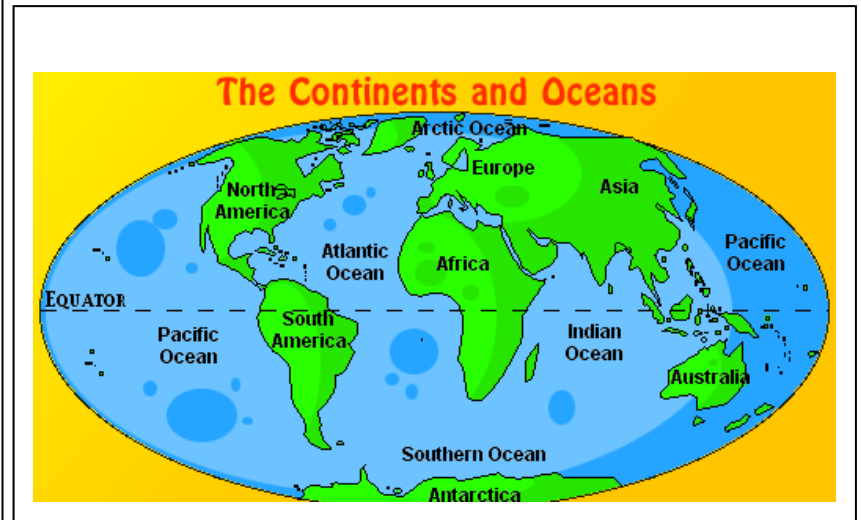 The Continents and Oceans
Arctic Ocean
Europe
Asia
North
America
Atlantic
Ocean
Africa
Pacific
Ocean
EQUATOR
South
America
Pacific
Ocean
Indian
Ocean
Australia
Southern Ocean
Antarctica